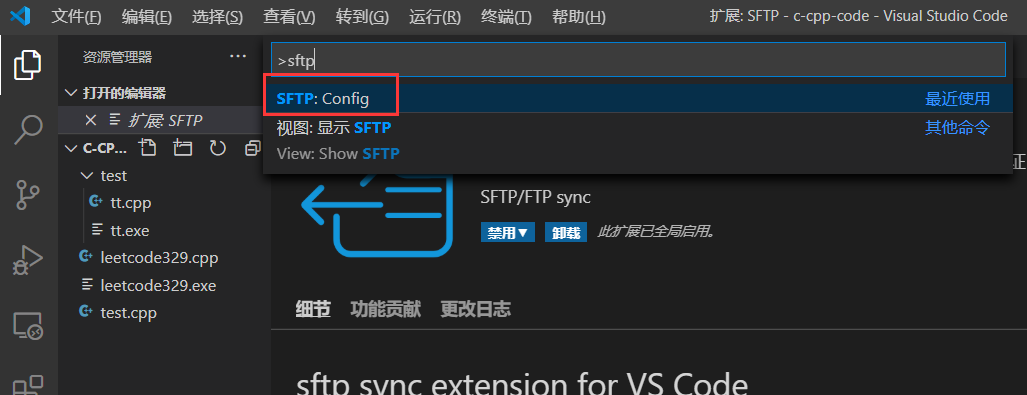 文件(F) 编辑(E) 选择(S) 查看(V) 转到(G) 运行(R) 终端(T) 帮助(H) 扩展: SFTP - c-cpp-code - Visual Studio Code
资源管理器 ···
>sftp
打开的编辑器
SFTP: Config 最近使用
扩展: SFTP
视图: 显示 SFTP 其他命令
C-CP...
View: Show SFTP
证
test
SFTP/FTP sync
tt.cpp
tt.exe
禁用 卸载 此扩展已全局启用。
leetcode329.cpp
leetcode329.exe
test.cpp
细节 功能贡献 更改日志
sftp sync extension for VS Code